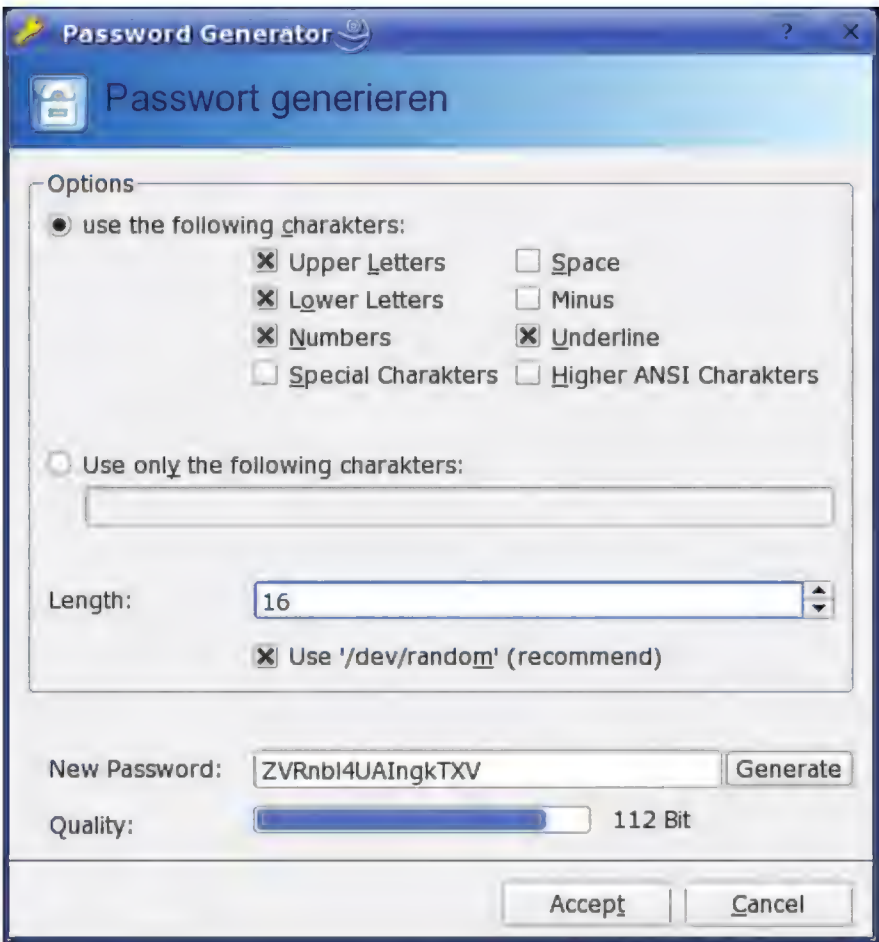 Password Generator
?
Passwort generieren
Options
use the following charakters:
Upper Letters
Space
Lower Letters
Minus
Numbers
Underline
Special Charakters
Higher ANSI Charakters
Use only the following charakters:
Length:
16
Use '/dev/random' (recommend)
New Password:
ZVRnbl4UAIngkTXV
Generate
Quality:
112 Bit
Accept
Cancel